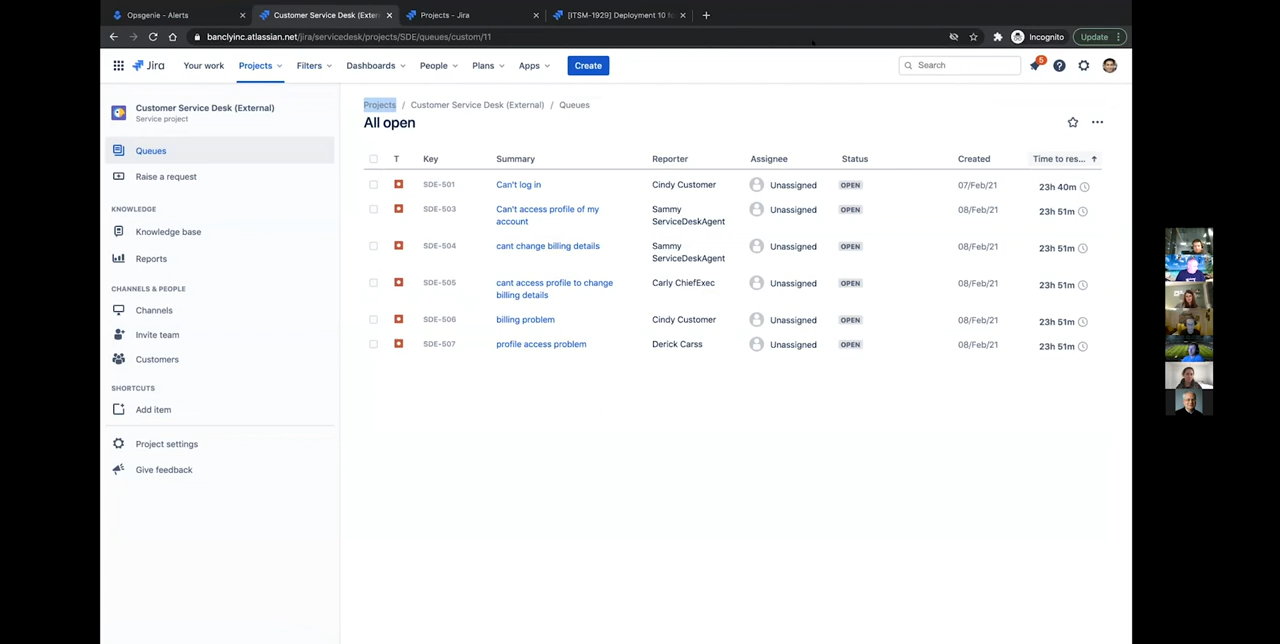 Opsgenie - Alerts
Customer Service Desk (Exter
Projects - Jira
[ITSM-1929] Deployment 10 fo
banclyinc.atlassian.net/jira/servicedesk/projects/SDE/queues/custom/11
Incognito
Update
Jira
Your work
Projects
Filters
Dashboards
People
Plans
Apps
Create
Search
5
Customer Service Desk (External)
Service project
Queues
Raise a request
KNOWLEDGE
Knowledge base
Reports
CHANNELS & PEOPLE
Channels
Invite team
Customers
SHORTCUTS
Add item
Project settings
Give feedback
Projects / Customer Service Desk (External) / Queues
All open
T Key Summary Reporter Assignee Status Created Time to res...
SDE-501 Can't log in Cindy Customer Unassigned OPEN 07/Feb/21 23h 40m
SDE-503 Can't access profile of my Sammy Unassigned OPEN 08/Feb/21 23h 51m
account ServiceDeskAgent
SDE-504 cant change billing details Sammy Unassigned OPEN 08/Feb/21 23h 51m
ServiceDeskAgent
SDE-505 cant access profile to change Carly ChiefExec Unassigned OPEN 08/Feb/21 23h 51m
billing details
SDE-506 billing problem Cindy Customer Unassigned OPEN 08/Feb/21 23h 51m
SDE-507 profile access problem Derick Carss Unassigned OPEN 08/Feb/21 23h 51m